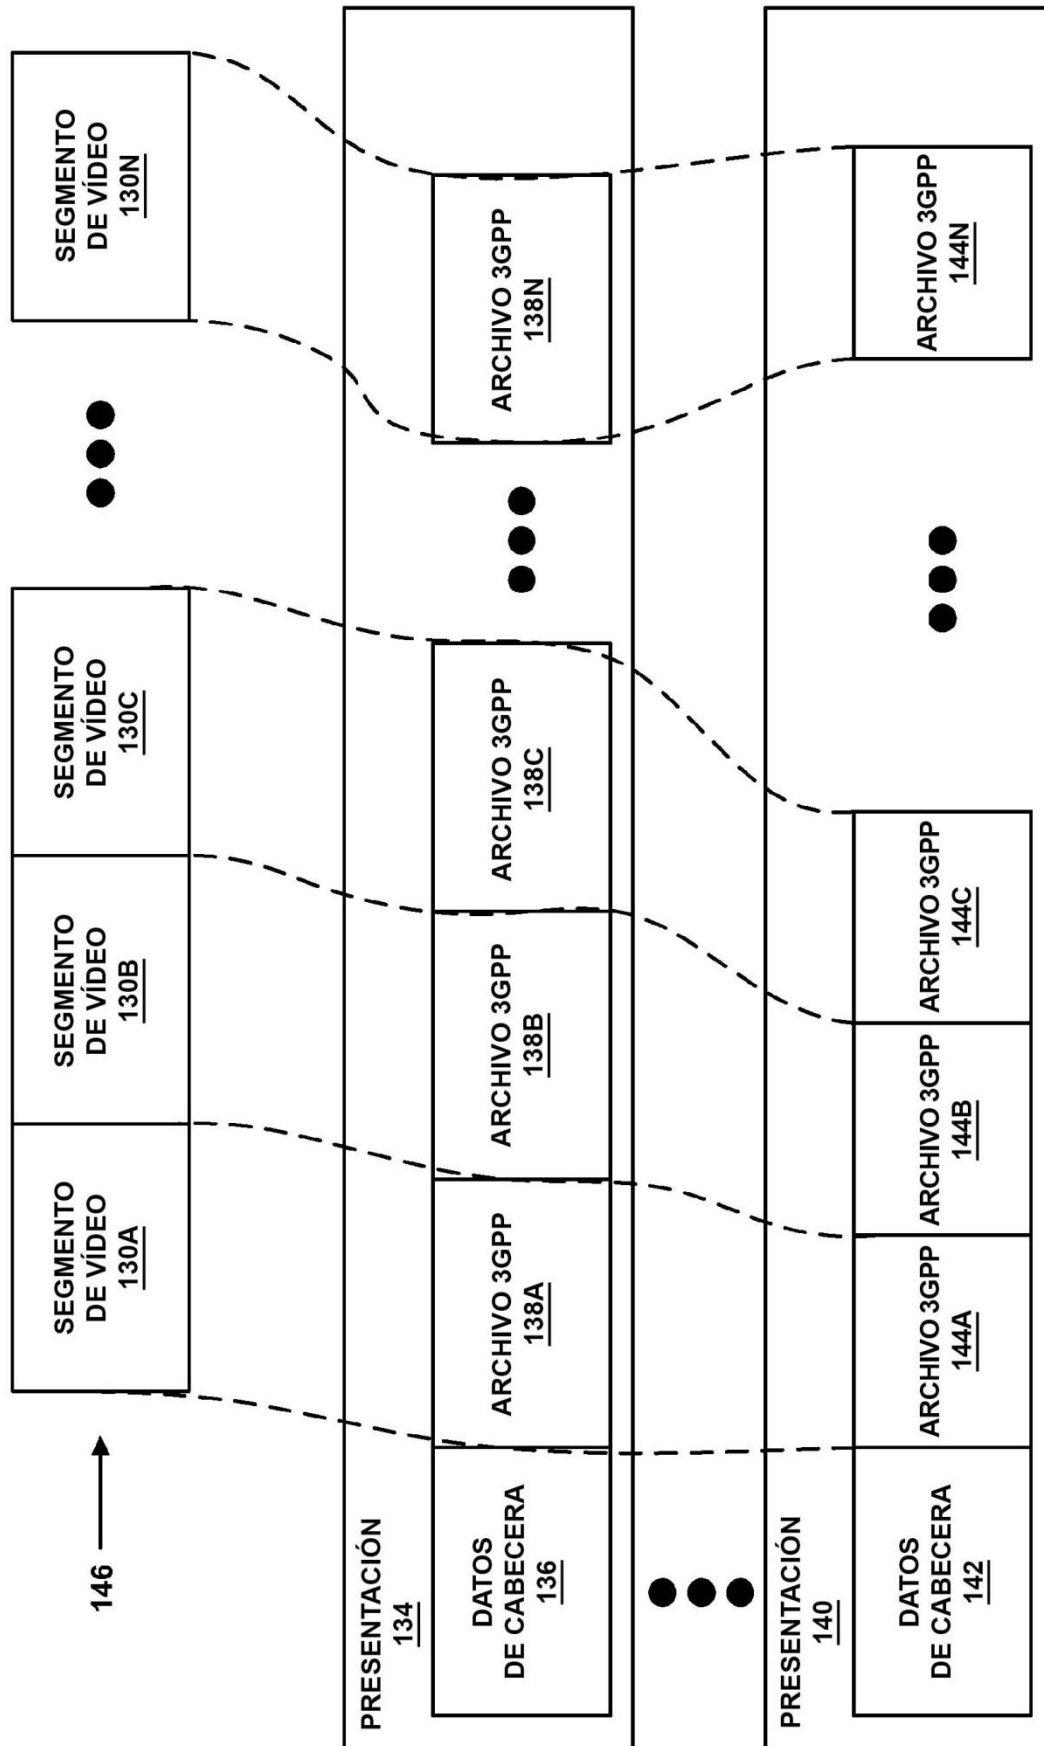 146
SEGMENTO
DE VÍDEO
130A
SEGMENTO
DE VÍDEO
130B
SEGMENTO
DE VÍDEO
130C
SEGMENTO
DE VÍDEO
130N
PRESENTACIÓN
134
DATOS
DE CABECERA
136
ARCHIVO 3GPP
138A
ARCHIVO 3GPP
138B
ARCHIVO 3GPP
138C
ARCHIVO 3GPP
138N
PRESENTACIÓN
140
DATOS
DE CABECERA
142
ARCHIVO 3GPP
144A
ARCHIVO 3GPP
144B
ARCHIVO 3GPP
144C
ARCHIVO 3GPP
144N